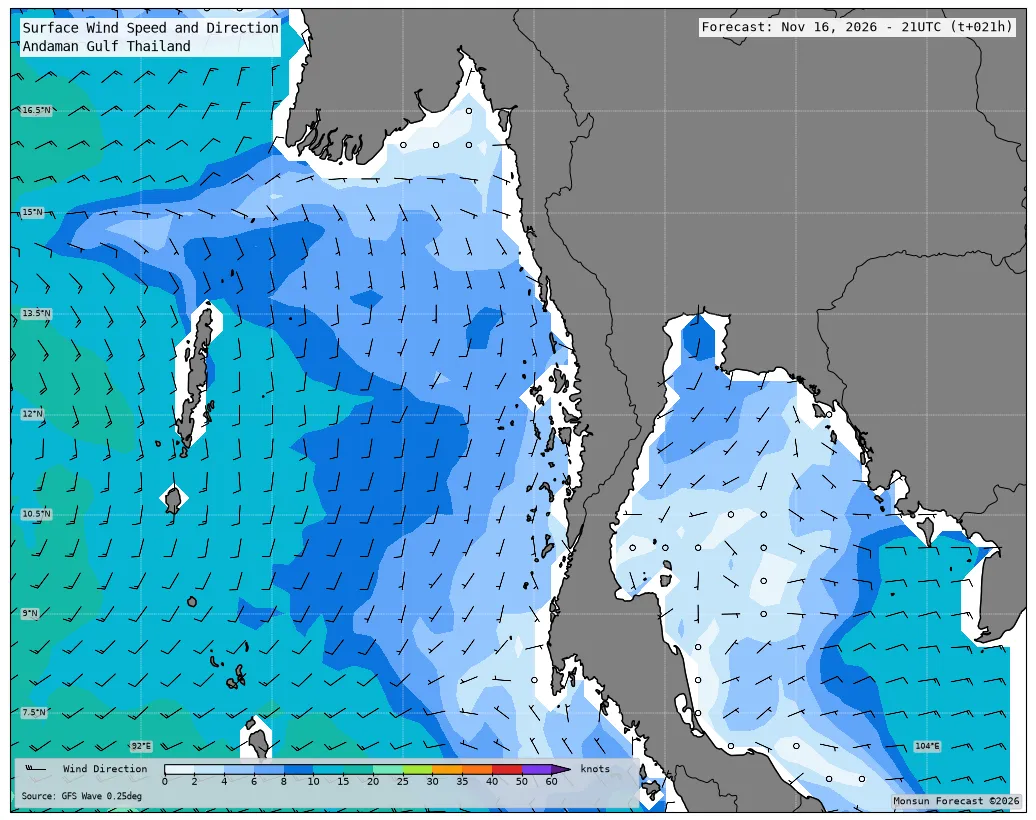 Surface Wind Speed and Direction
Andaman Gulf Thailand
Forecast: Nov 16, 2026 - 21UTC (t+021h)
16.5°N
15°N
13.5°N
12°N
10.5°N
9°N
7.5°N
92°E
104°E
Wind Direction
0 2 4 6 8 10 15 20 25 30 35 40 50 60
knots
Source: GFS Wave 0.25deg
Monsun Forecast ©2026